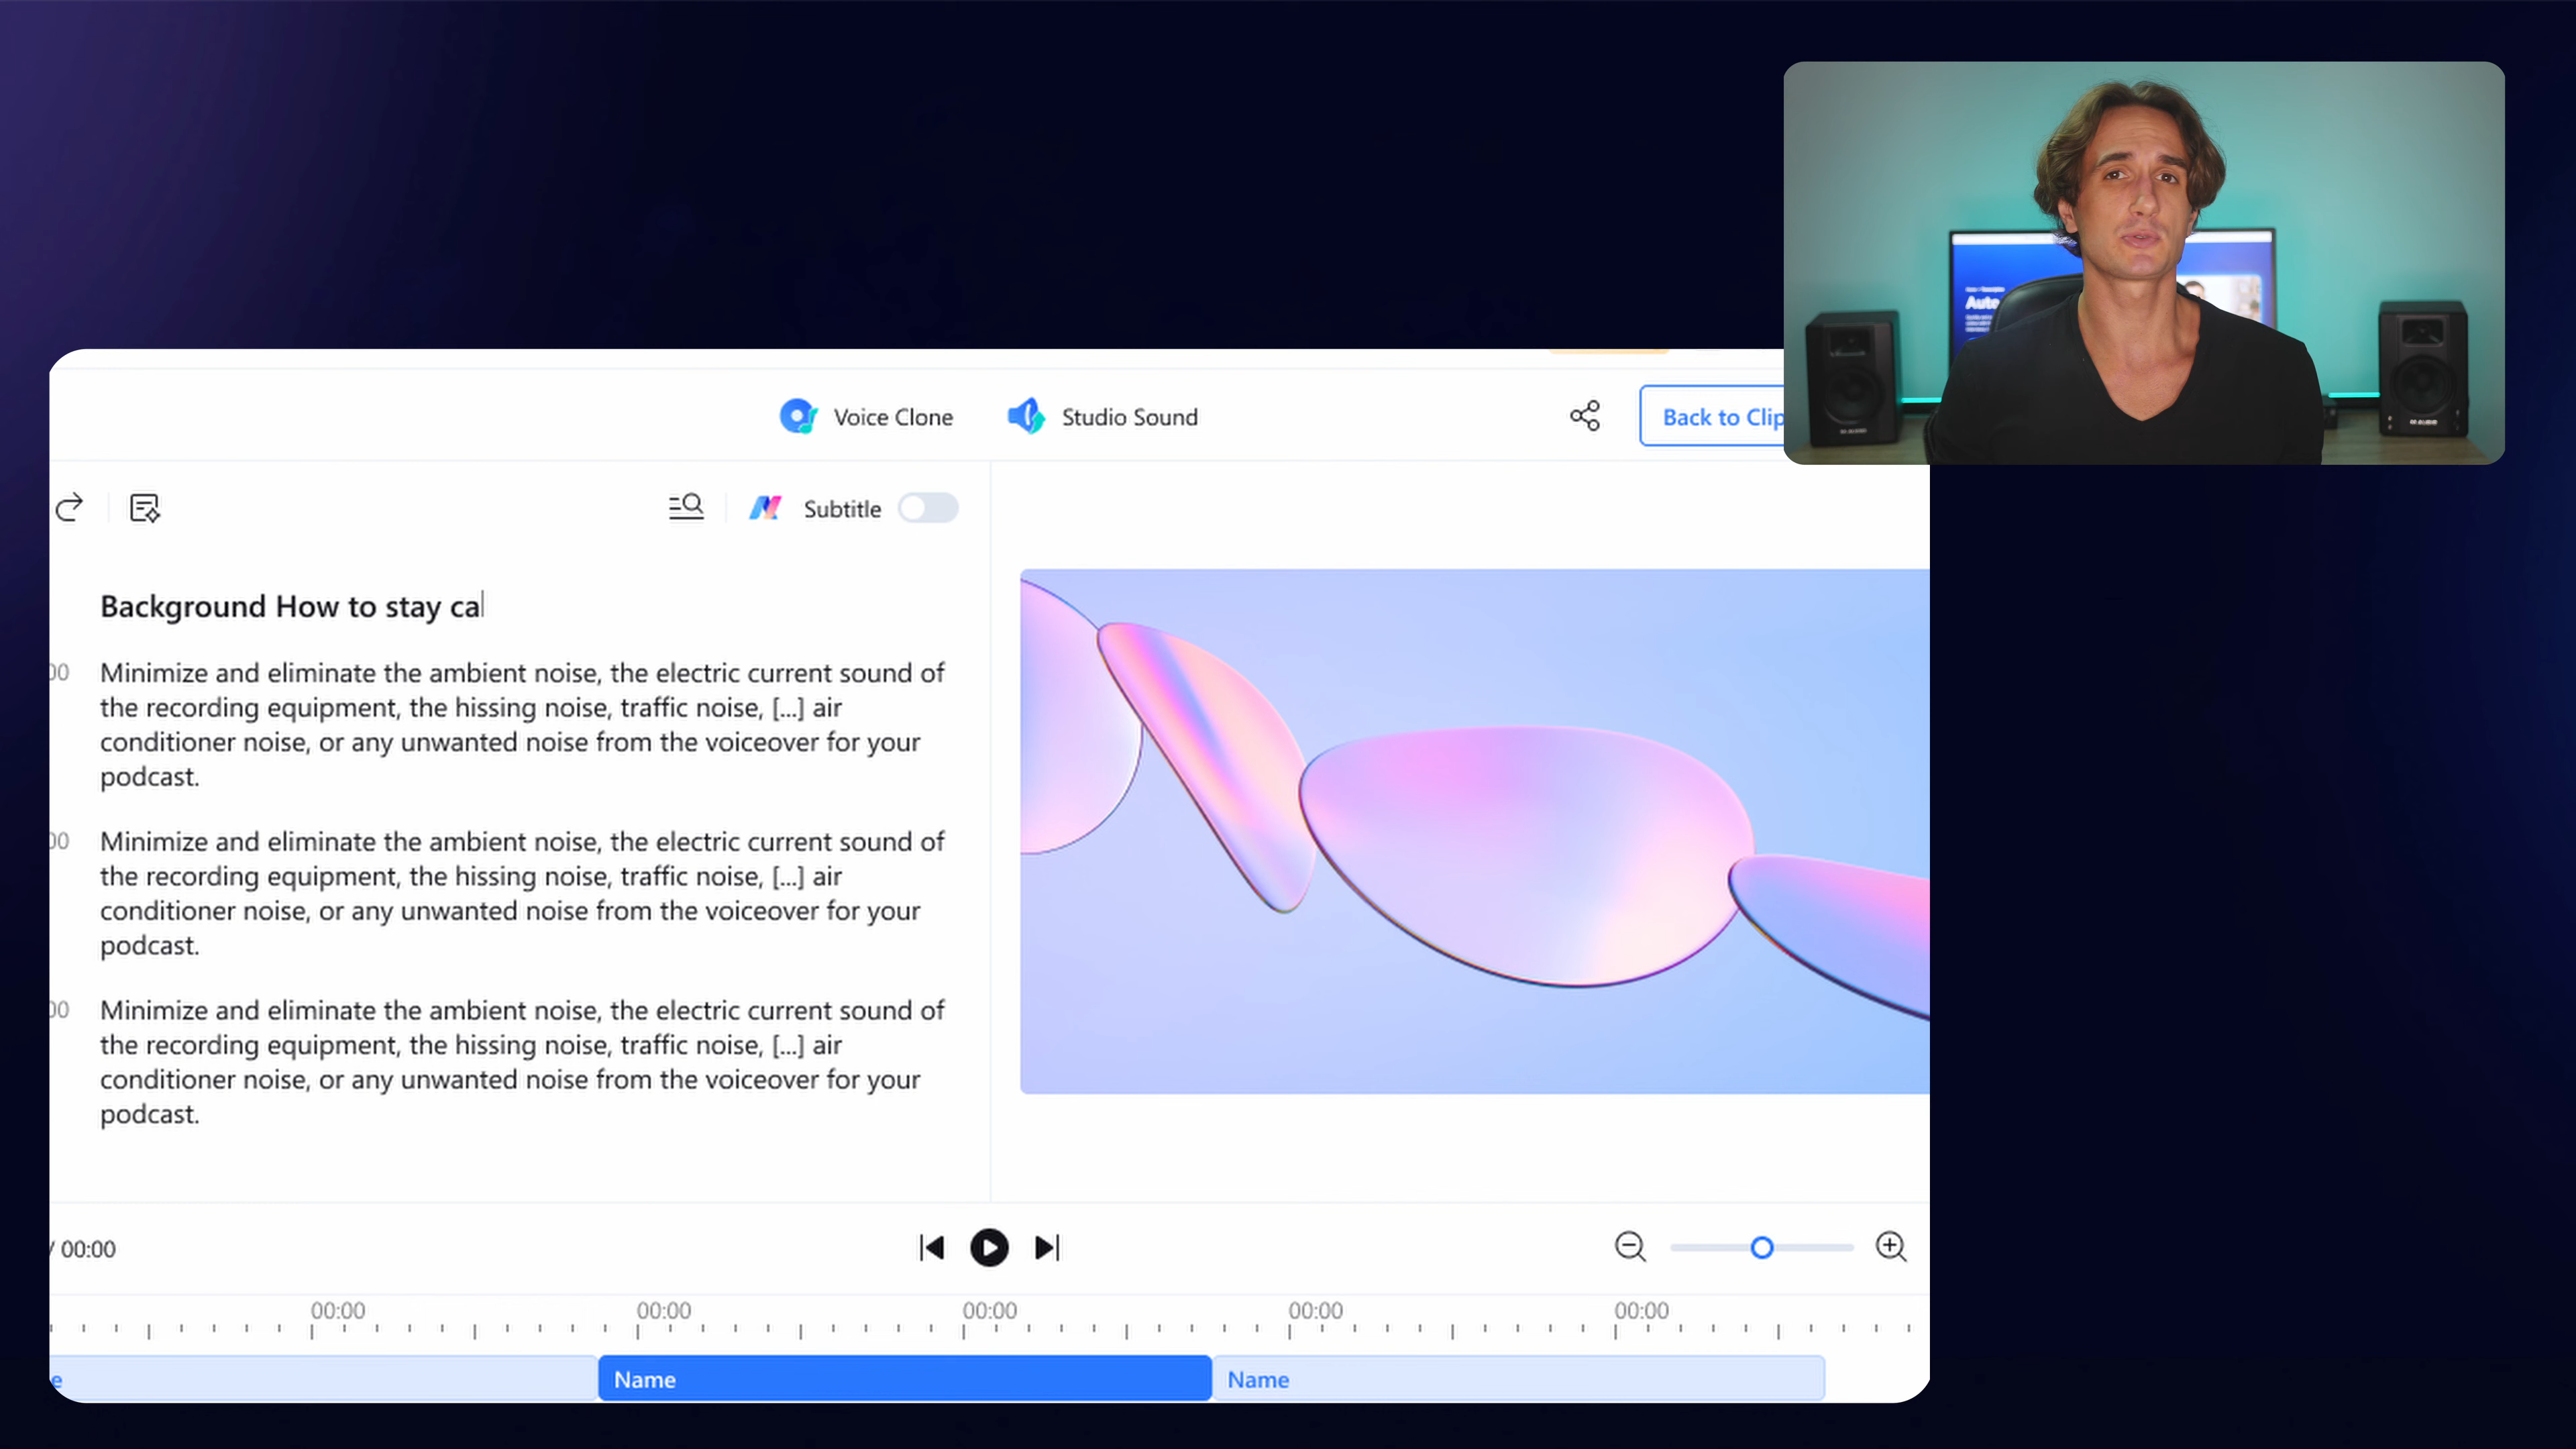 Voice Clone
Studio Sound
Back to Clip
Subtitle
Background How to stay ca
00
Minimize and eliminate the ambient noise, the electric current sound of
the recording equipment, the hissing noise, traffic noise, [...] air
conditioner noise, or any unwanted noise from the voiceover for your
podcast.
00
Minimize and eliminate the ambient noise, the electric current sound of
the recording equipment, the hissing noise, traffic noise, [...] air
conditioner noise, or any unwanted noise from the voiceover for your
podcast.
00
Minimize and eliminate the ambient noise, the electric current sound of
the recording equipment, the hissing noise, traffic noise, [...] air
conditioner noise, or any unwanted noise from the voiceover for your
podcast.
/ 00:00
00:00
00:00
00:00
00:00
00:00
e
Name
Name
Auto
M-AUDIO
M-AUDIO